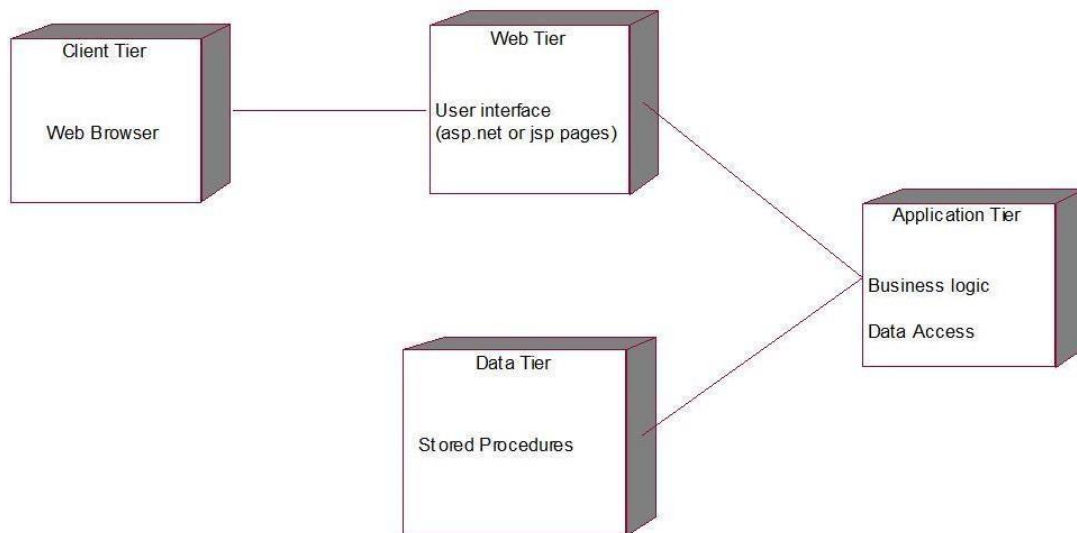 Client Tier
Web Browser
Web Tier
User interface
(asp.net or jsp pages)
Application Tier
Business logic
Data Access
Data Tier
Stored Procedures